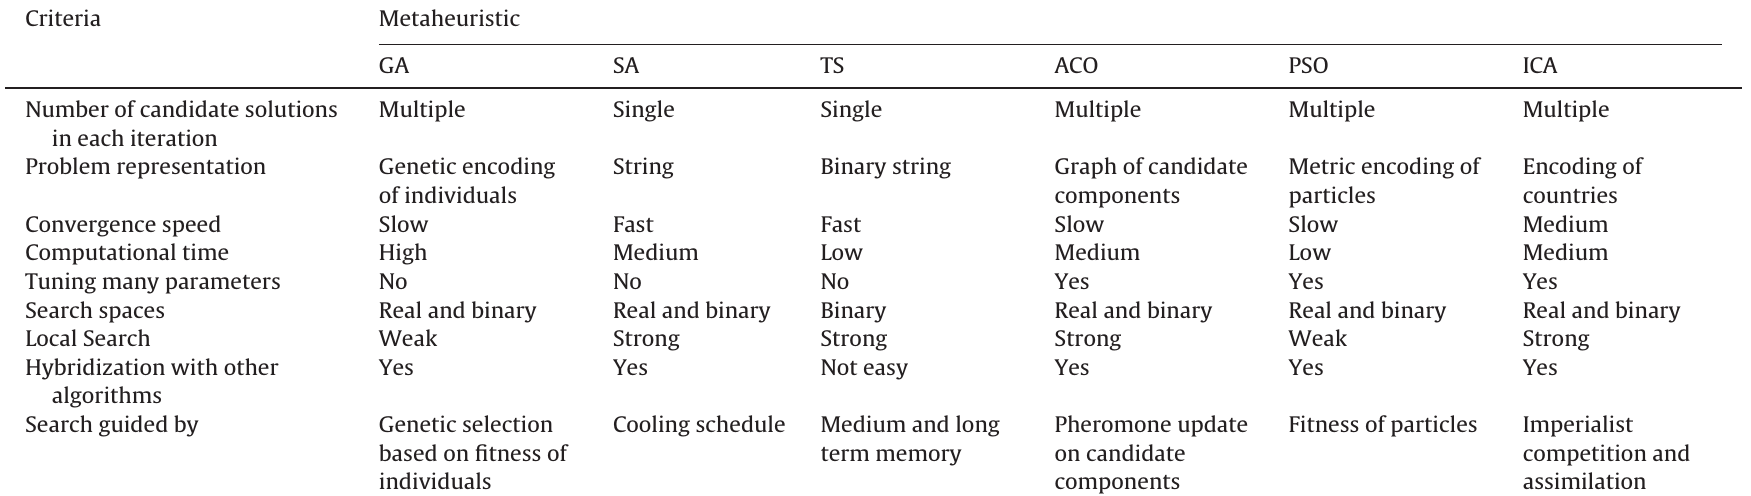 Criteria Metaheuristic
GA SA TS ACO PSO ICA
Number of candidate solutions Multiple Single Single Multiple Multiple Multiple
in each iteration
Problem representation Genetic encoding String Binary string Graph of candidate Metric encoding of Encoding of
of individuals components particles countries
Convergence speed Slow Fast Fast Slow Slow Medium
Computational time High Medium Low Medium Low Medium
Tuning many parameters No No No Yes Yes Yes
Search spaces Real and binary Real and binary Binary Real and binary Real and binary Real and binary
Local Search Weak Strong Strong Strong Weak Strong
Hybridization with other Yes Yes Not easy Yes Yes Yes
algorithms
Search guided by Genetic selection Cooling schedule Medium and long Pheromone update Fitness of particles Imperialist
based on fitness of term memory on candidate competition and
individuals components assimilation